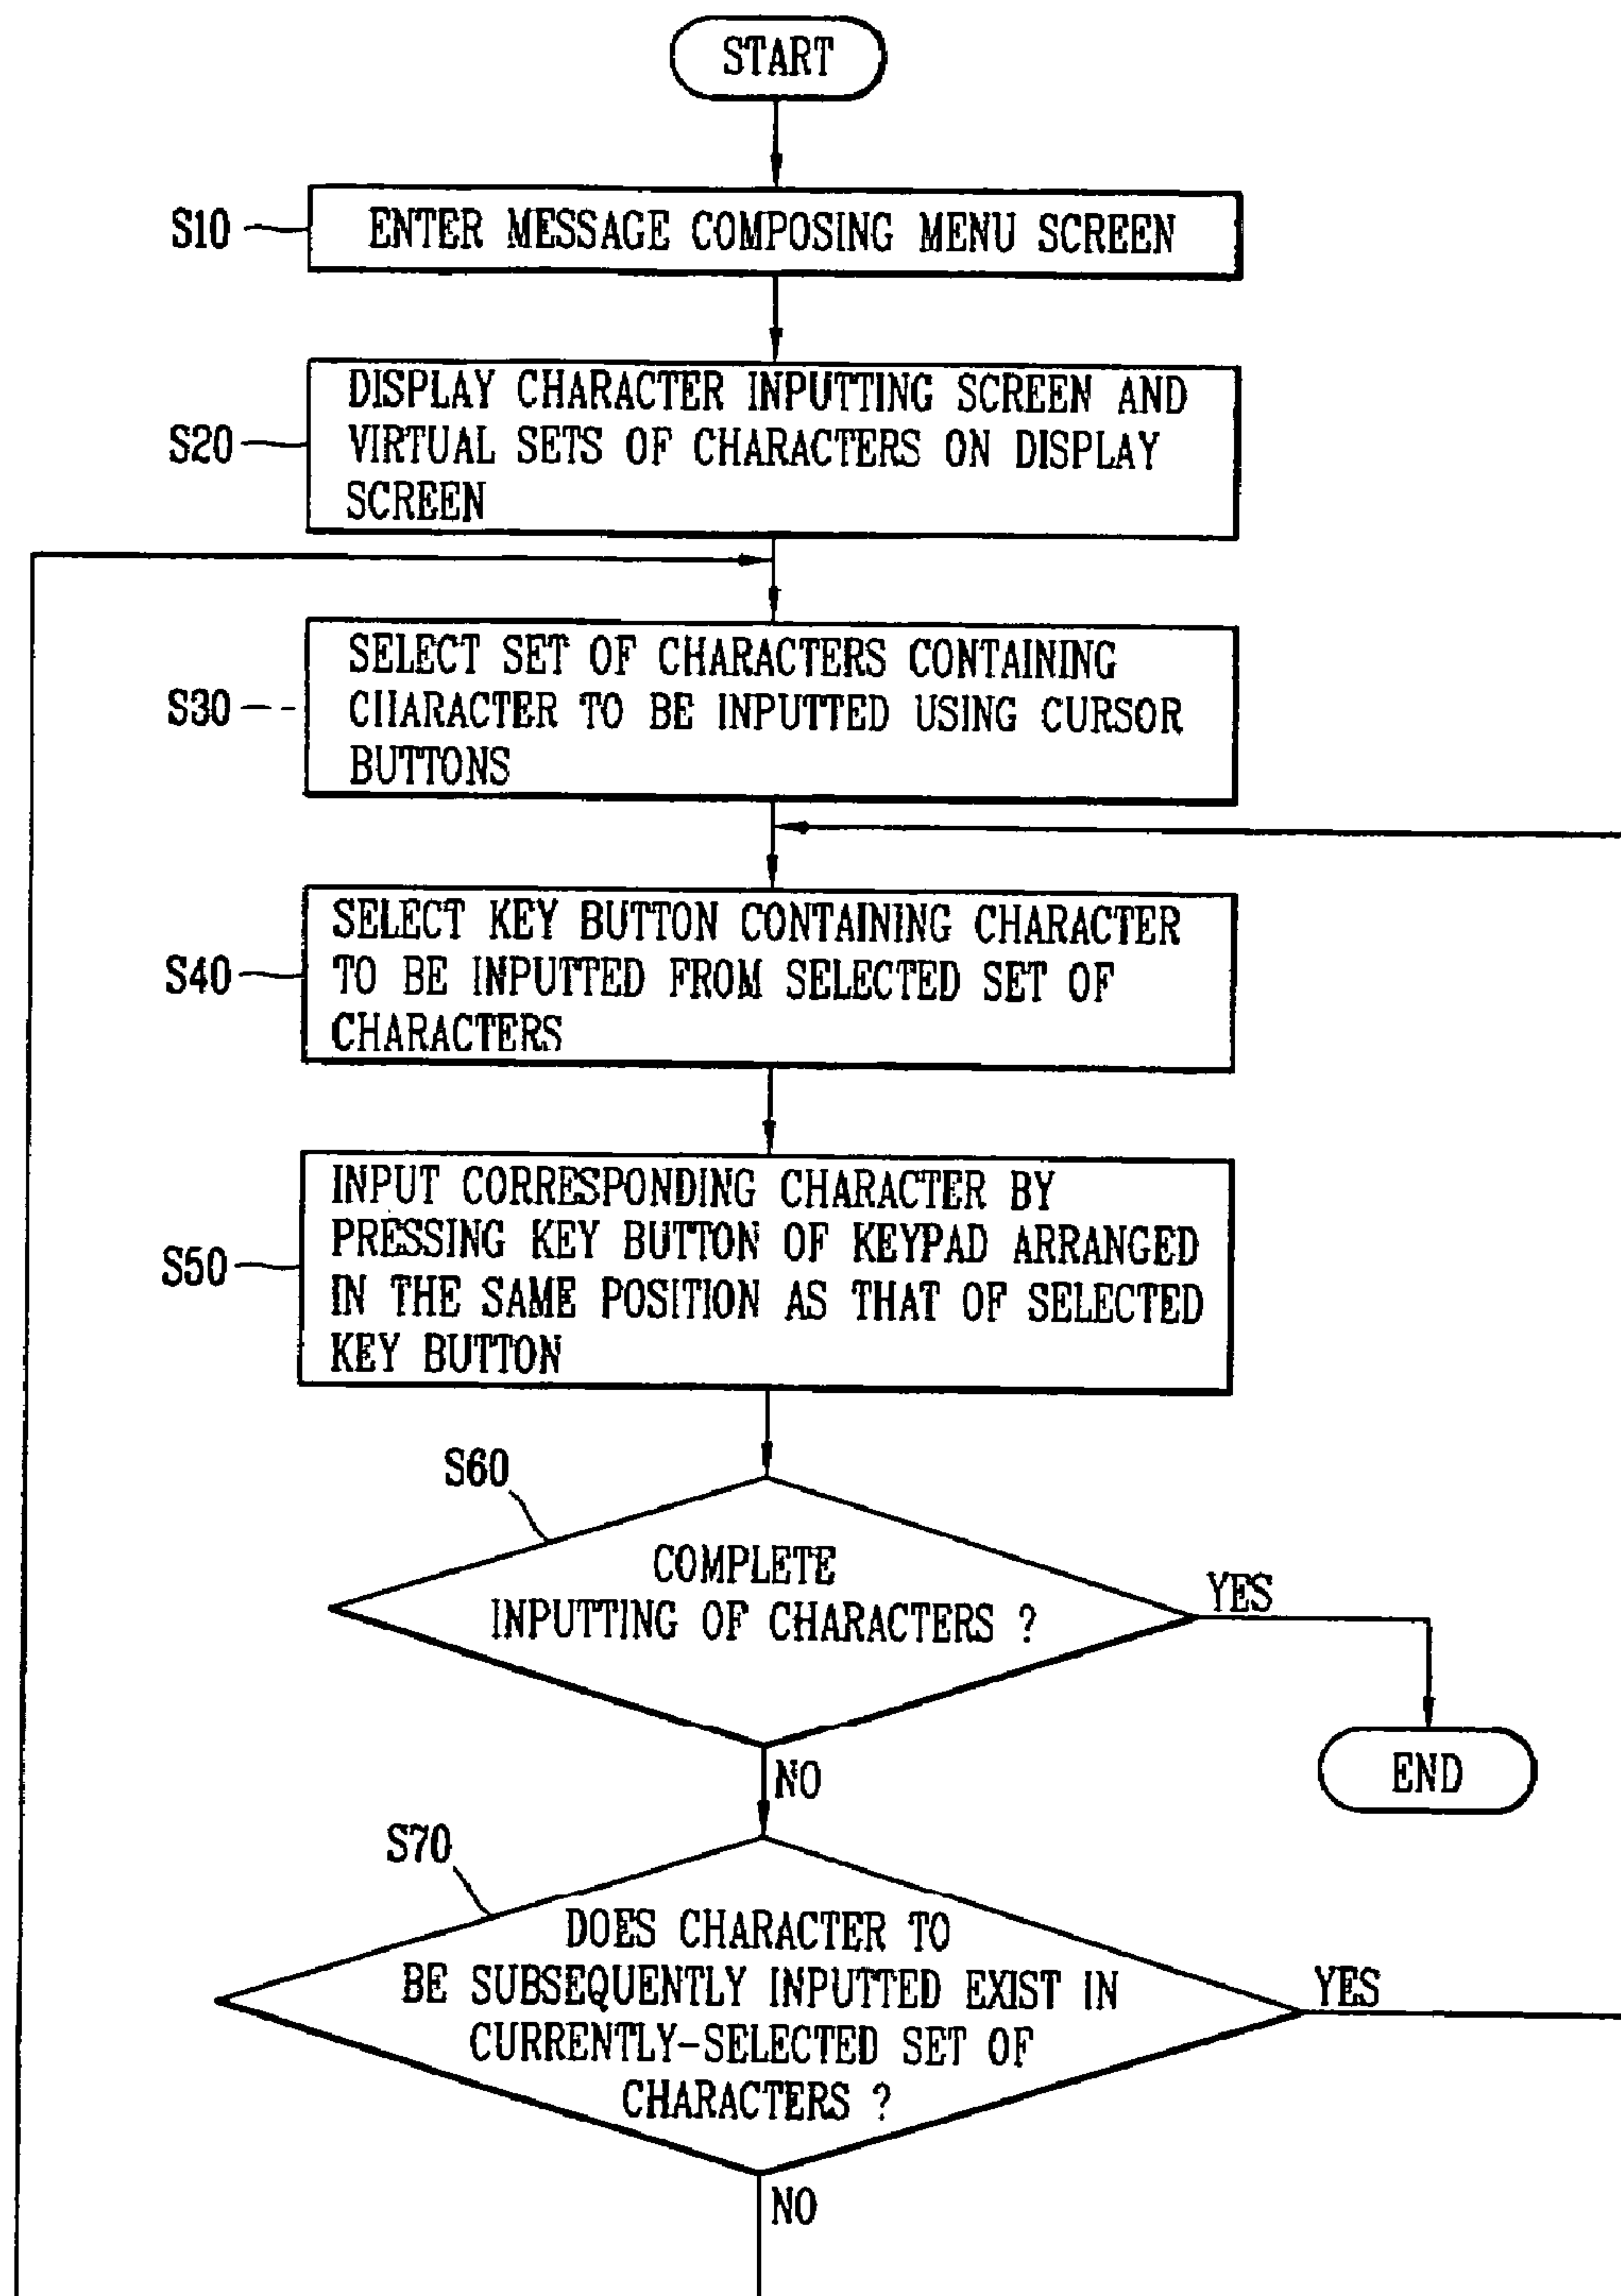 START
S10
ENTER MESSAGE COMPOSING MENU SCREEN
S20
DISPLAY CHARACTER INPUTTING SCREEN AND
VIRTUAL SETS OF CHARACTERS ON DISPLAY
SCREEN
S30
SELECT SET OF CHARACTERS CONTAINING
CHARACTER TO BE INPUTTED USING CURSOR
BUTTONS
S40
SELECT KEY BUTTON CONTAINING CHARACTER
TO BE INPUTTED FROM SELECTED SET OF
CHARACTERS
S50
INPUT CORRESPONDING CHARACTER BY
PRESSING KEY BUTTON OF KEYPAD ARRANGED
IN THE SAME POSITION AS THAT OF SELECTED
KEY BUTTON
S60
COMPLETE
INPUTTING OF CHARACTERS ?
YES
END
NO
S70
DOES CHARACTER TO
BE SUBSEQUENTLY INPUTTED EXIST IN
CURRENTLY-SELECTED SET OF
CHARACTERS ?
YES
NO